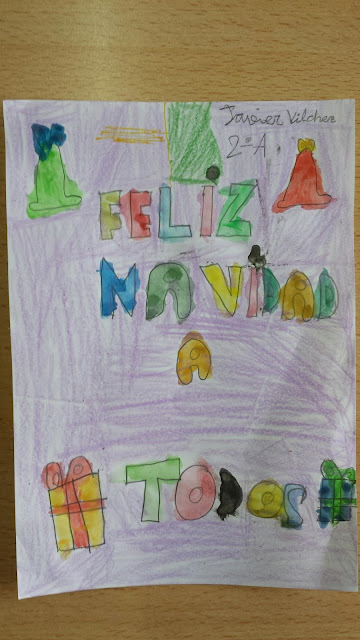 Javier Vilchez
2º A
FELIZ
NAVIDAD
A
TODOS